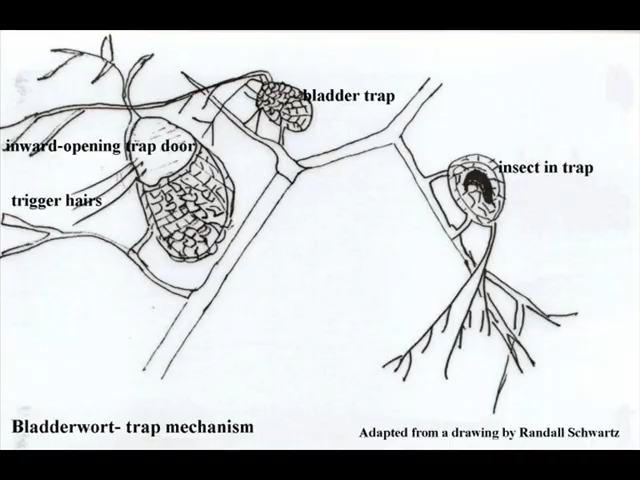 bladder trap
inward-opening trap door
insect in trap
trigger hairs
Bladderwort- trap mechanism
Adapted from a drawing by Randall Schwartz